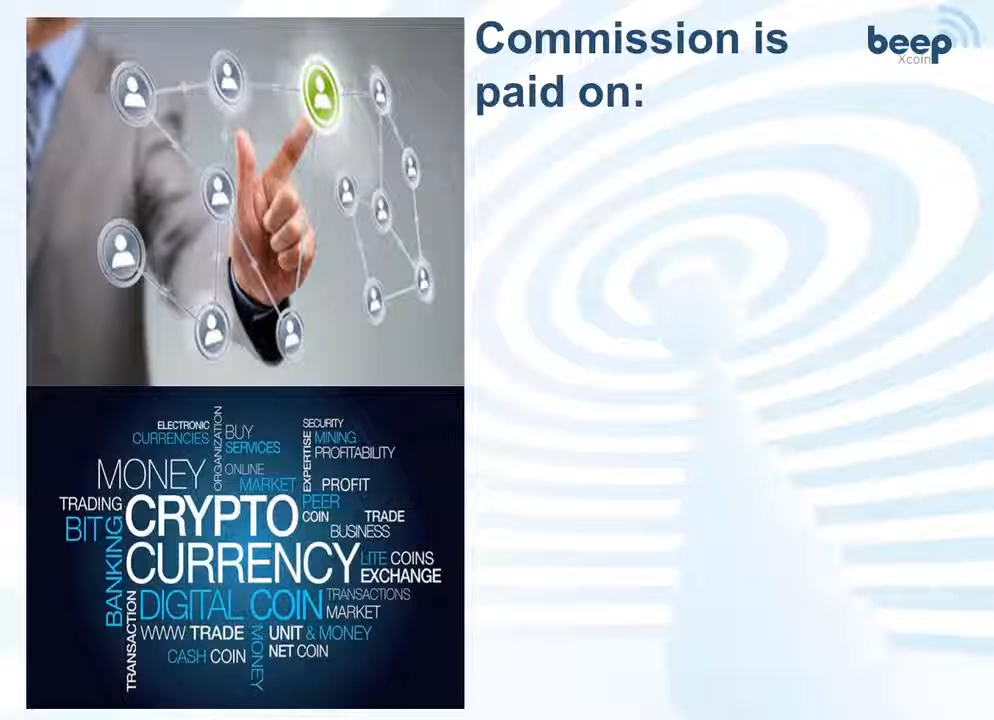 Commission is
paid on:
beep
Xcoin
ELECTRONIC
CURRENCIES
ORGANIZATION
BUY
SERVICES
SECURITY
MINING
EXPERTISE
PROFITABILITY
MONEY
ONLINE
MARKET
PROFIT
TRADING
CRYPTO
PEER
COIN
TRADE
BITG
BUSINESS
BANKING
CURRENCY
LITE COINS
EXCHANGE
DIGITAL COIN
TRANSACTIONS
MARKET
TRANSACTION
WWW TRADE
MONEY
UNIT & MONEY
CASH COIN
NET COIN